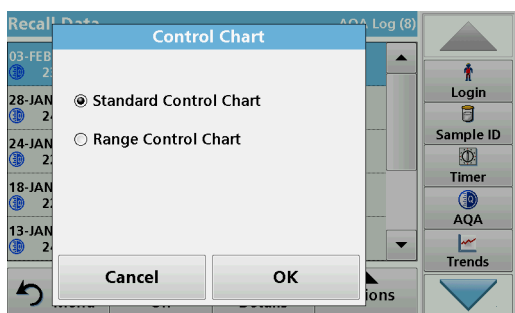 Recall Data AQA Log (8)
Control Chart
03-FEB
28-JAN
24-JAN
18-JAN
13-JAN
Standard Control Chart
Range Control Chart
Cancel
OK
Login
Sample ID
Timer
AQA
Trends